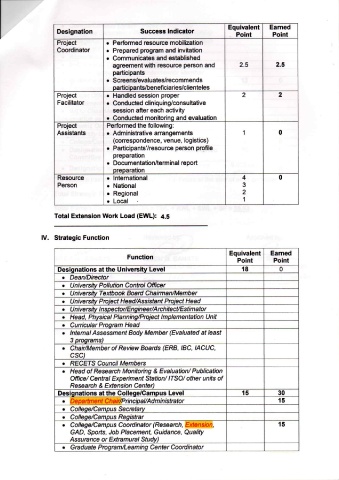 Designation Success Indicator Equivalent Point Earned Point
Project Coordinator
• Performed resource mobilization
• Prepared program and invitation
• Communicates and established
agreement with resource person and
participants
• Screens/evaluates/recommends
participants/beneficiaries/clienteles
2.5 2.5
Project Facilitator
• Handled session proper
• Conducted cliniquing/consultative
session after each activity
• Conducted monitoring and evaluation
2 2
Project Assistants
Performed the following:
• Administrative arrangements
(correspondence, venue, logistics)
• Participants'/resource person profile
preparation
• Documentation/terminal report
preparation
1 0
Resource Person
• International 4 0
• National 3
• Regional 2
• Local 1
Total Extension Work Load (EWL): 4.5
IV. Strategic Function
Function Equivalent Point Earned Point
Designations at the University Level 18 0
• Dean/Director
• University Pollution Control Officer
• University Textbook Board Chairman/Member
• University Project Head/Assistant Project Head
• University Inspector/Engineer/Architect/Estimator
• Head, Physical Planning/Project Implementation Unit
• Curricular Program Head
• Internal Assessment Body Member (Evaluated at least
3 programs)
• Chair/Member of Review Boards (ERB, IBC, IACUC,
CSC)
• RECETS Council Members
• Head of Research Monitoring & Evaluation/ Publication
Office/ Central Experiment Station/ ITSO/ other units of
Research & Extension Center)
Designations at the College/Campus Level 15 30
• Department Chair/Principal/Administrator 15
• College/Campus Secretary
• College/Campus Registrar
• College/Campus Coordinator (Research, Extension, 15
GAD, Sports, Job Placement, Guidance, Quality
Assurance or Extramural Study)
• Graduate Program/Learning Center Coordinator